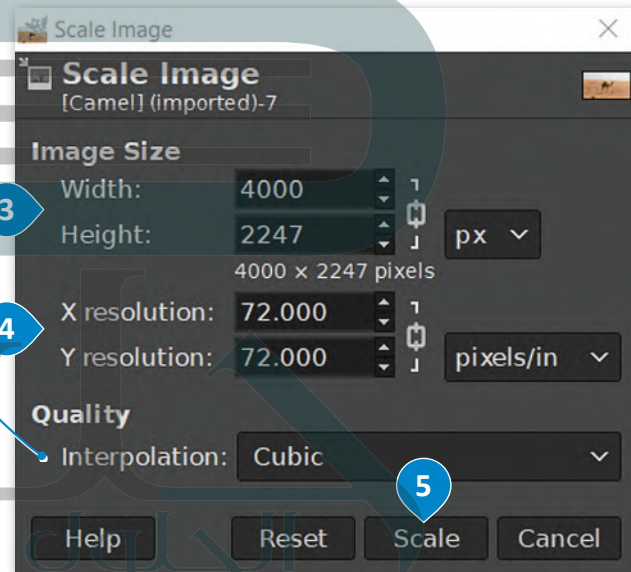 Scale Image
Scale Image
[Camel] (imported)-7
Image Size
3
Width: 4000
Height: 2247 px
4000 × 2247 pixels
4
X resolution: 72.000
Y resolution: 72.000 pixels/in
Quality
Interpolation: Cubic
5
Help Reset Scale Cancel
الحلول